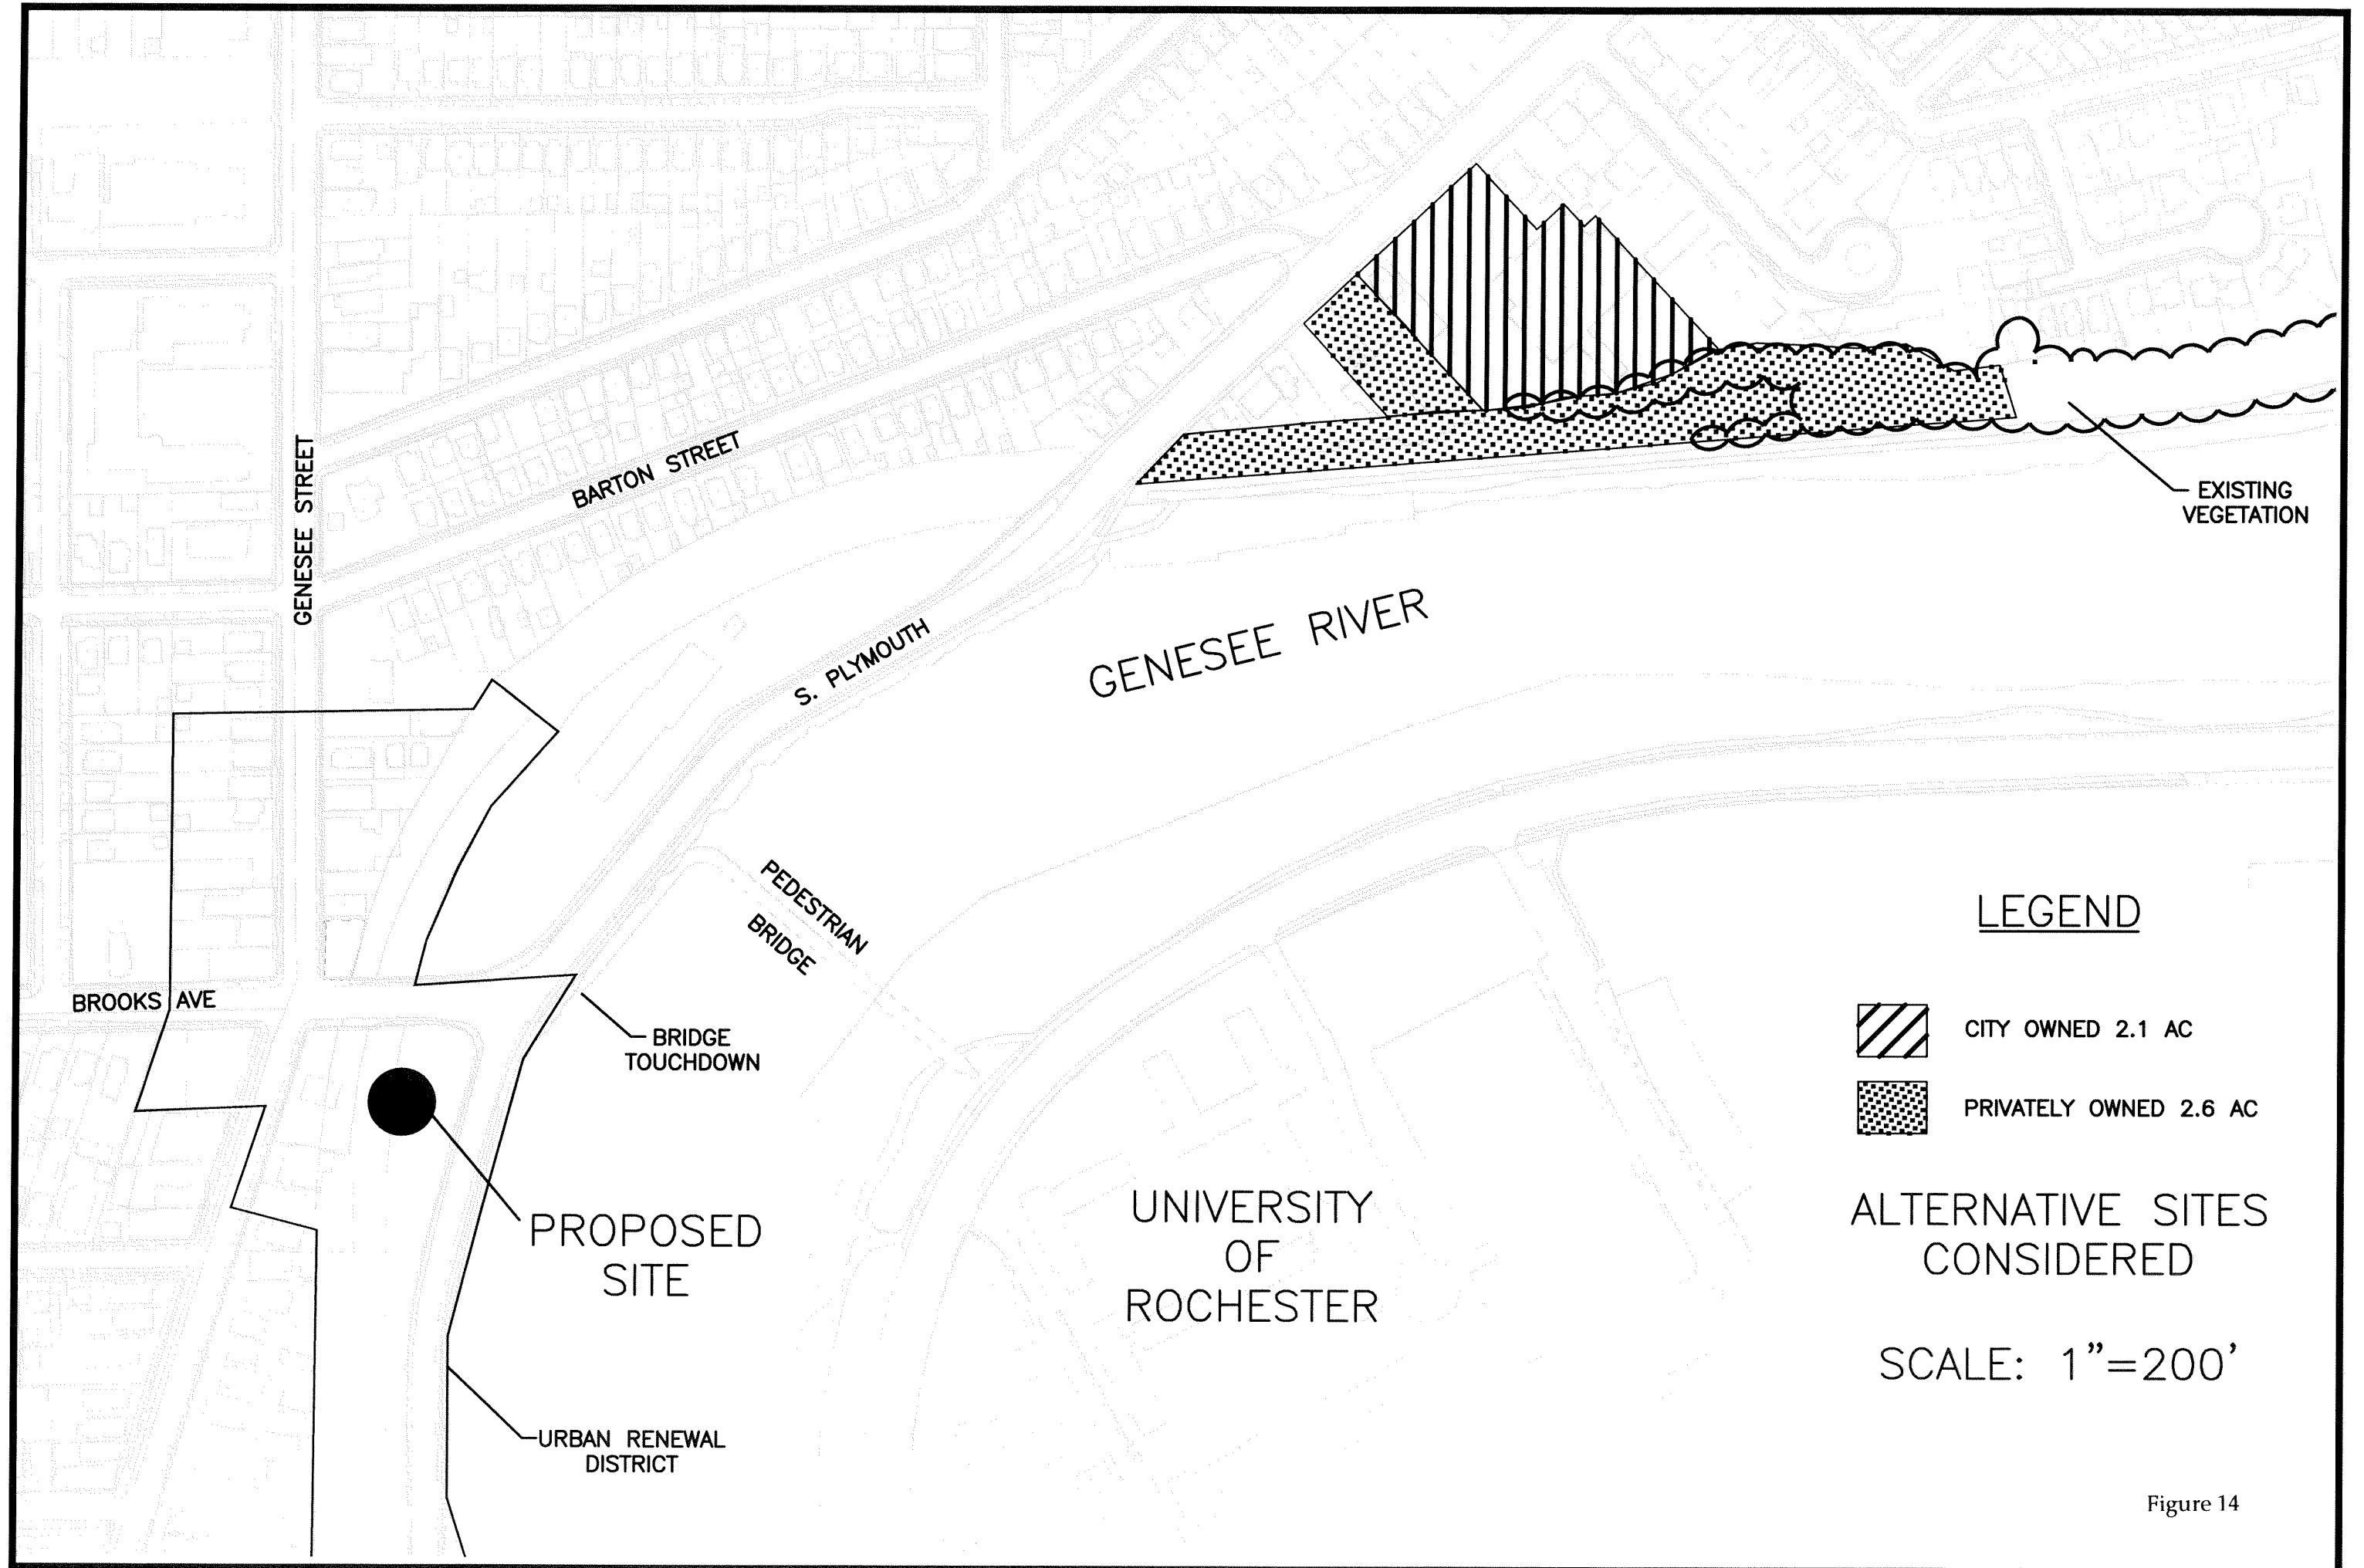 GENESEE STREET
BARTON STREET
EXISTING
VEGETATION
GENESEE RIVER
S. PLYMOUTH
PEDESTRIAN
BRIDGE
LEGEND
BROOKS AVE
CITY OWNED 2.1 AC
BRIDGE
TOUCHDOWN
PRIVATELY OWNED 2.6 AC
PROPOSED
SITE
UNIVERSITY
OF
ROCHESTER
ALTERNATIVE SITES
CONSIDERED
SCALE: 1"=200'
URBAN RENEWAL
DISTRICT
Figure 14